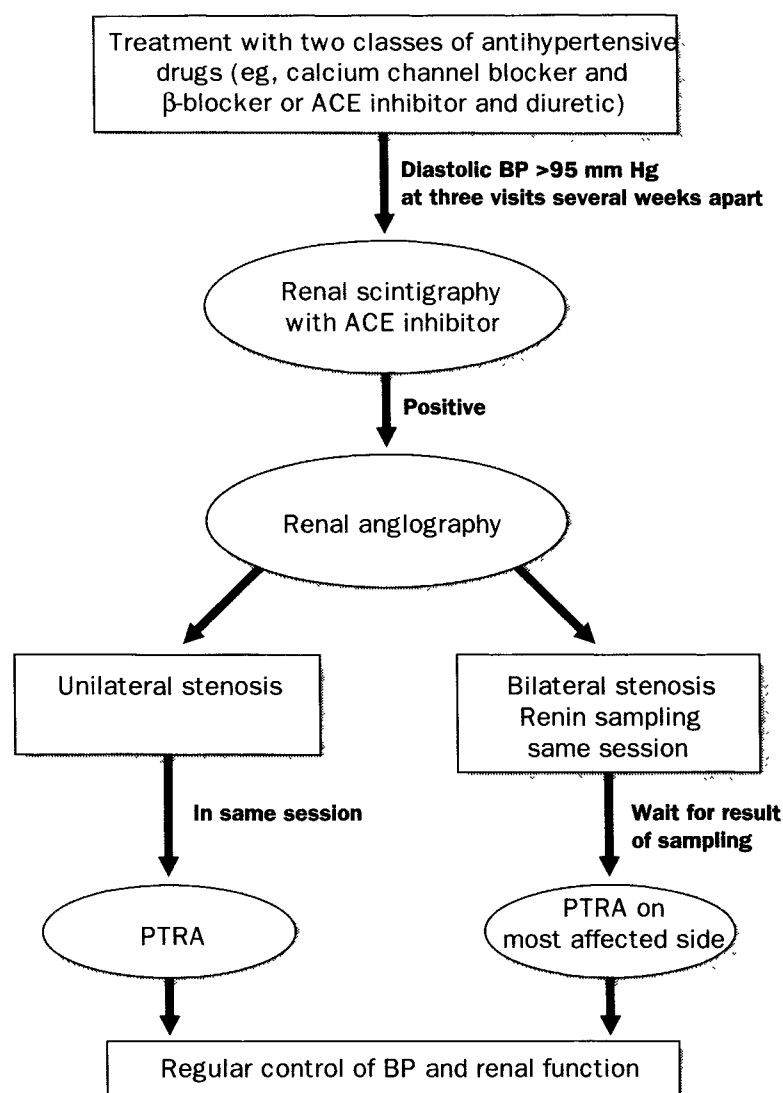 Treatment with two classes of antihypertensive
drugs (eg, calcium channel blocker and
β-blocker or ACE inhibitor and diuretic)
Diastolic BP >95 mm Hg
at three visits several weeks apart
Renal scintigraphy
with ACE inhibitor
Positive
Renal anglography
Unilateral stenosis
Bilateral stenosis
Renin sampling
same session
In same session
Wait for result
of sampling
PTRA
PTRA on
most affected side
Regular control of BP and renal function